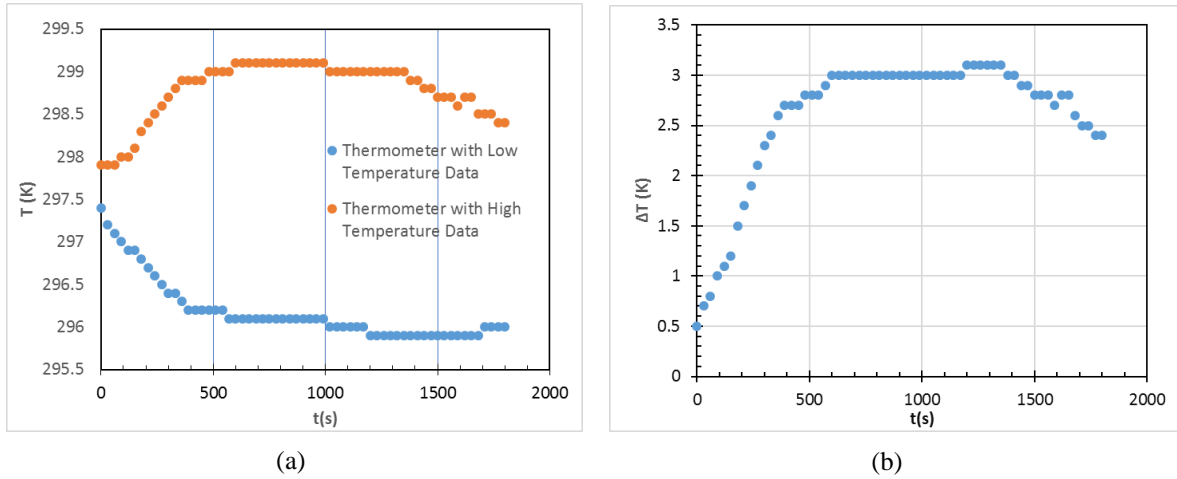 299.5
299
298.5
298
297.5
297
296.5
296
295.5
T (K)
Thermometer with Low
Temperature Data
Thermometer with High
Temperature Data
0
500
1000
1500
2000
t(s)
(a)
3.5
3
2.5
2
1.5
1
0.5
0
ΔT (K)
0
500
1000
1500
2000
t(s)
(b)